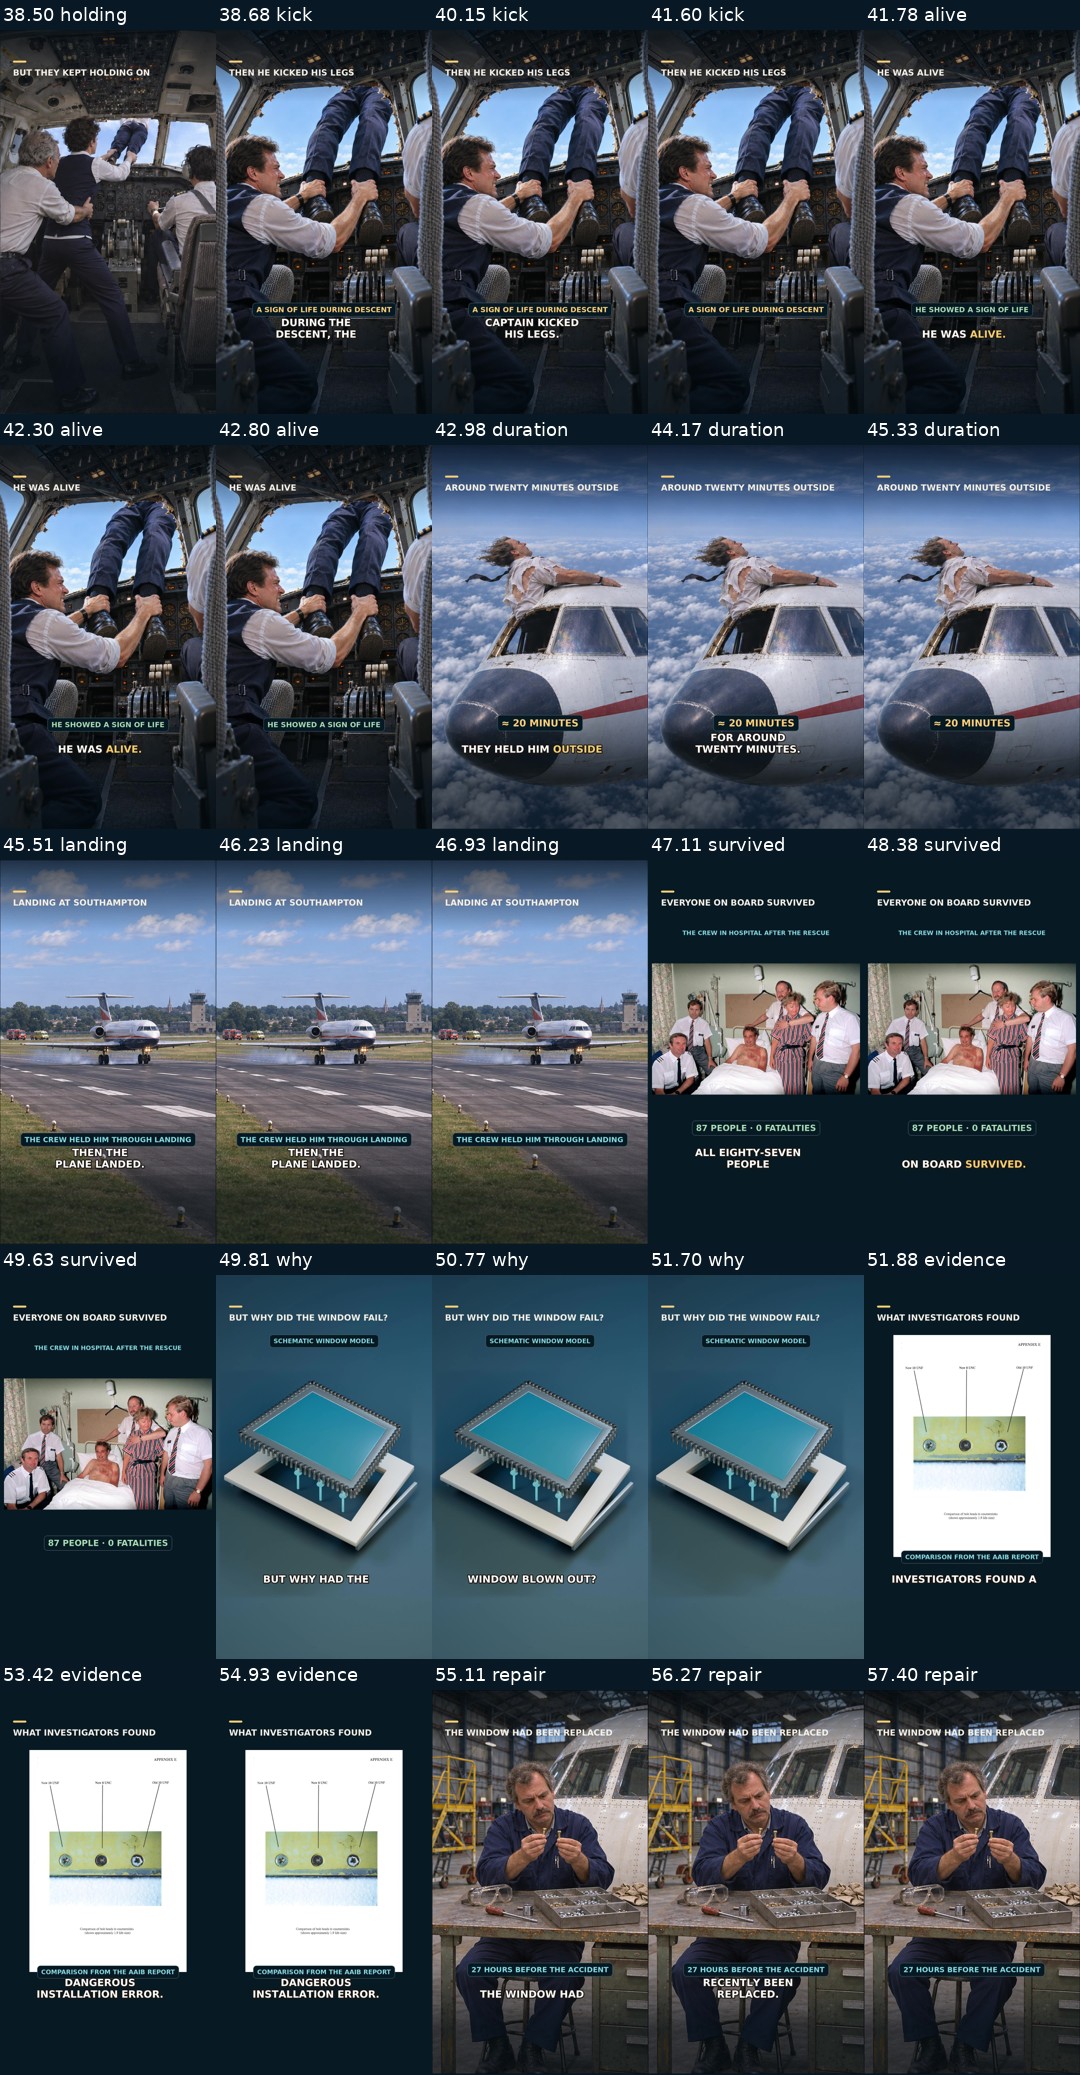 38.50 holding
BUT THEY KEPT HOLDING ON
38.68 kick
THEN HE KICKED HIS LEGS
A SIGN OF LIFE DURING DESCENT
DURING THE
DESCENT, THE
40.15 kick
THEN HE KICKED HIS LEGS
A SIGN OF LIFE DURING DESCENT
CAPTAIN KICKED
HIS LEGS.
41.60 kick
THEN HE KICKED HIS LEGS
A SIGN OF LIFE DURING DESCENT
41.78 alive
HE WAS ALIVE
HE SHOWED A SIGN OF LIFE
HE WAS ALIVE.
42.30 alive
HE WAS ALIVE
HE SHOWED A SIGN OF LIFE
HE WAS ALIVE.
42.80 alive
HE WAS ALIVE
HE SHOWED A SIGN OF LIFE
42.98 duration
AROUND TWENTY MINUTES OUTSIDE
≈ 20 MINUTES
THEY HELD HIM OUTSIDE
44.17 duration
AROUND TWENTY MINUTES OUTSIDE
≈ 20 MINUTES
FOR AROUND
TWENTY MINUTES.
45.33 duration
AROUND TWENTY MINUTES OUTSIDE
≈ 20 MINUTES
45.51 landing
LANDING AT SOUTHAMPTON
THE CREW HELD HIM THROUGH LANDING
THEN THE
PLANE LANDED.
46.23 landing
LANDING AT SOUTHAMPTON
THE CREW HELD HIM THROUGH LANDING
THEN THE
PLANE LANDED.
46.93 landing
LANDING AT SOUTHAMPTON
THE CREW HELD HIM THROUGH LANDING
47.11 survived
EVERYONE ON BOARD SURVIVED
THE CREW IN HOSPITAL AFTER THE RESCUE
87 PEOPLE · 0 FATALITIES
ALL EIGHTY-SEVEN
PEOPLE
48.38 survived
EVERYONE ON BOARD SURVIVED
THE CREW IN HOSPITAL AFTER THE RESCUE
87 PEOPLE · 0 FATALITIES
ON BOARD SURVIVED.
49.63 survived
EVERYONE ON BOARD SURVIVED
THE CREW IN HOSPITAL AFTER THE RESCUE
87 PEOPLE · 0 FATALITIES
49.81 why
BUT WHY DID THE WINDOW FAIL?
SCHEMATIC WINDOW MODEL
BUT WHY HAD THE
50.77 why
BUT WHY DID THE WINDOW FAIL?
SCHEMATIC WINDOW MODEL
WINDOW BLOWN OUT?
51.70 why
BUT WHY DID THE WINDOW FAIL?
SCHEMATIC WINDOW MODEL
51.88 evidence
WHAT INVESTIGATORS FOUND
COMPARISON FROM THE AAIB REPORT
INVESTIGATORS FOUND A
53.42 evidence
WHAT INVESTIGATORS FOUND
COMPARISON FROM THE AAIB REPORT
DANGEROUS
INSTALLATION ERROR.
54.93 evidence
WHAT INVESTIGATORS FOUND
COMPARISON FROM THE AAIB REPORT
DANGEROUS
INSTALLATION ERROR.
55.11 repair
THE WINDOW HAD BEEN REPLACED
27 HOURS BEFORE THE ACCIDENT
THE WINDOW HAD
56.27 repair
THE WINDOW HAD BEEN REPLACED
27 HOURS BEFORE THE ACCIDENT
RECENTLY BEEN
REPLACED.
57.40 repair
THE WINDOW HAD BEEN REPLACED
27 HOURS BEFORE THE ACCIDENT